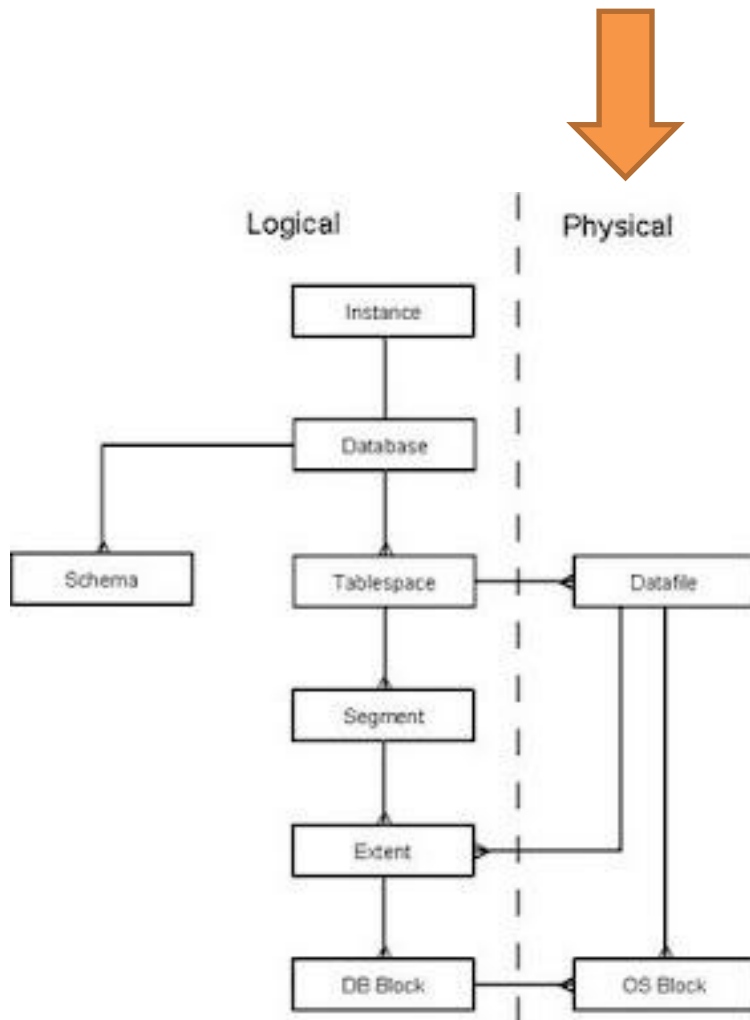 Logical Physical
Instance
Database
Schema Tablespace Datafile
Segment
Extent
DB Block OS Block